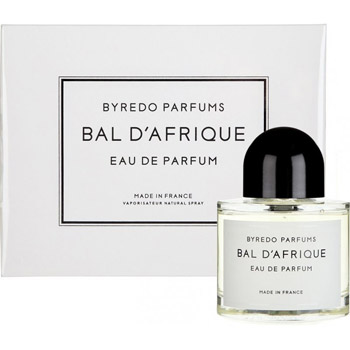 BYREDO PARFUMS
BAL D'AFRIQUE
EAU DE PARFUM
MADE IN FRANCE
VAPORISATEUR NATURAL SPRAY
BYREDO PARFUMS
BAL D'AFRIQUE
EAU DE PARFUM
MADE IN FRANCE